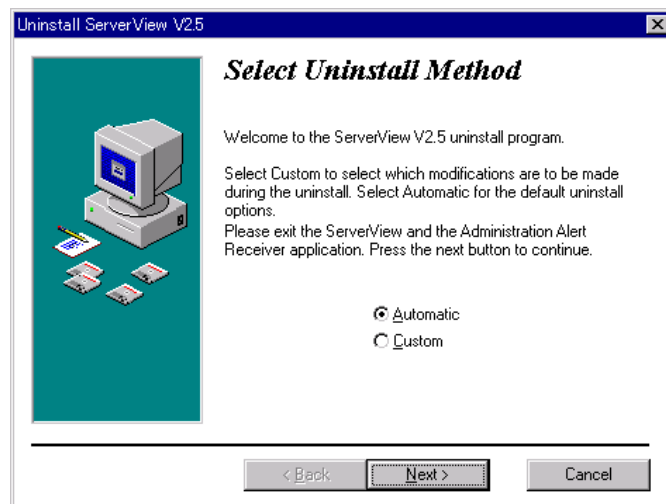 Uninstall ServerView V2.5
Select Uninstall Method
Welcome to the ServerView V2.5 uninstall program.
Select Custom to select which modifications are to be made
during the uninstall. Select Automatic for the default uninstall
options.
Please exit the ServerView and the Administration Alert
Receiver application. Press the next button to continue.
Automatic
Custom
< Back
Next >
Cancel